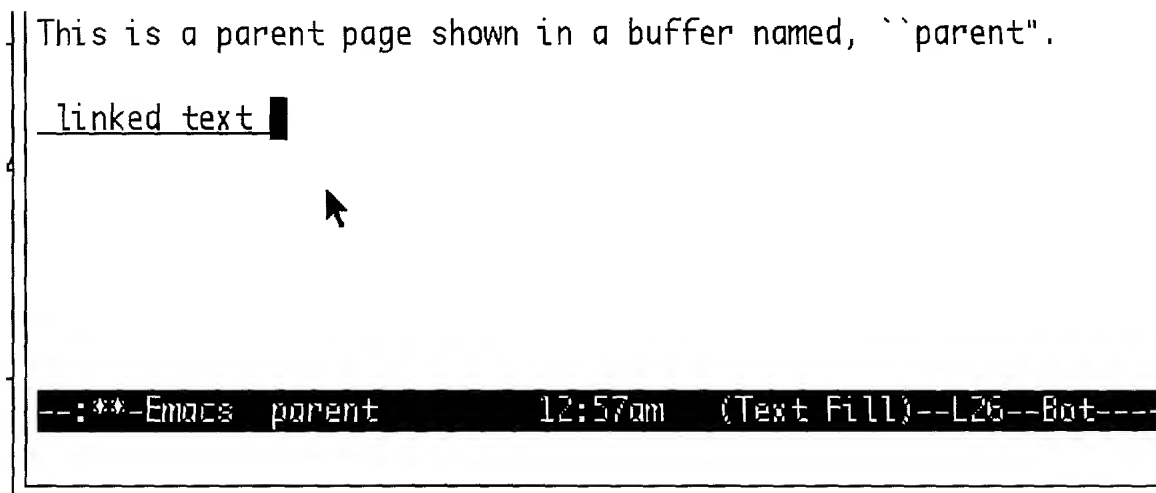 This is a parent page shown in a buffer named, ``parent".
linked text
--:**-Emacs parent 12:57am (Text Fill)--L26--Bot----